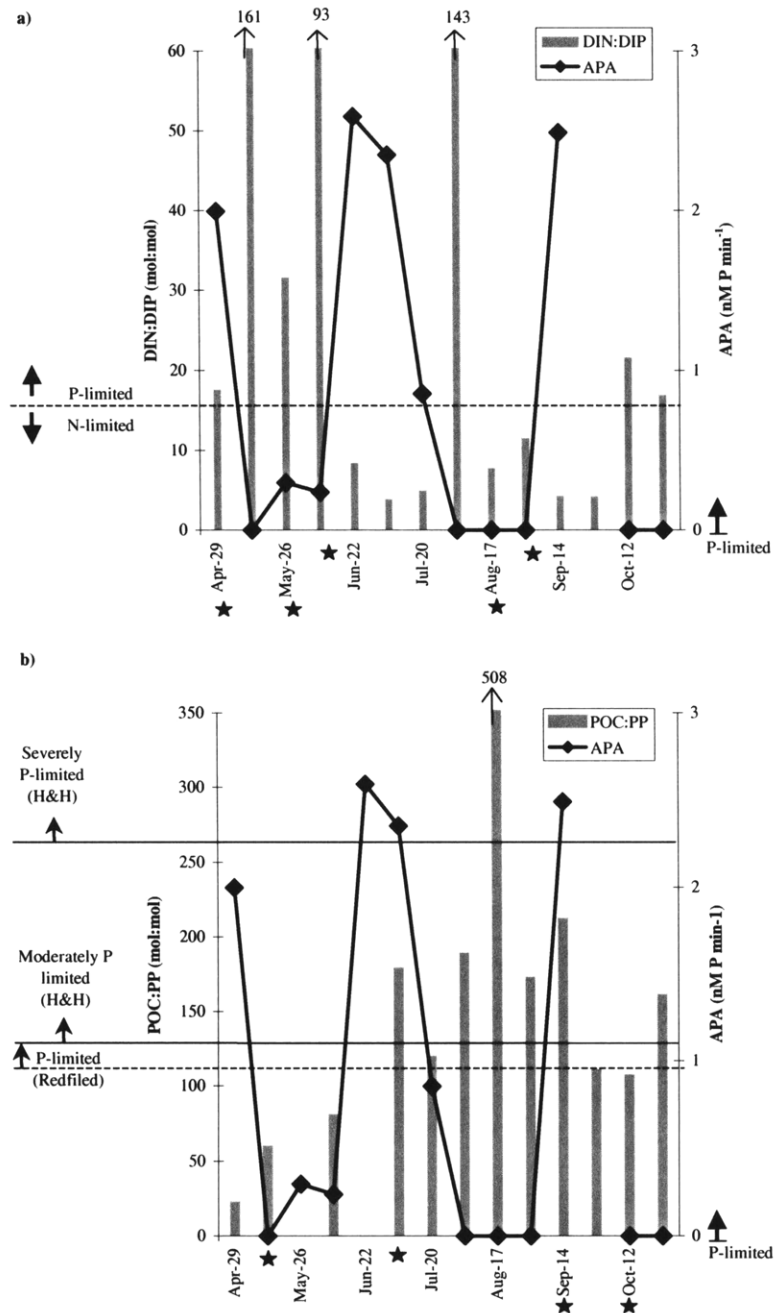 a)
161
93
143
DIN:DIP
APA
60
50
40
30
20
10
0
DIN:DIP (mol:mol)
3
2
1
0
APA (nM P min⁻¹)
P-limited
N-limited
P-limited
Apr-29
May-26
Jun-22
Jul-20
Aug-17
Sep-14
Oct-12
b)
508
POC:PP
APA
350
300
250
200
150
100
50
0
POC:PP (mol:mol)
3
2
1
0
APA (nM P min-1)
Severely
P-limited
(H&H)
Moderately P
limited
(H&H)
P-limited
(Redfiled)
P-limited
Apr-29
May-26
Jun-22
Jul-20
Aug-17
Sep-14
Oct-12